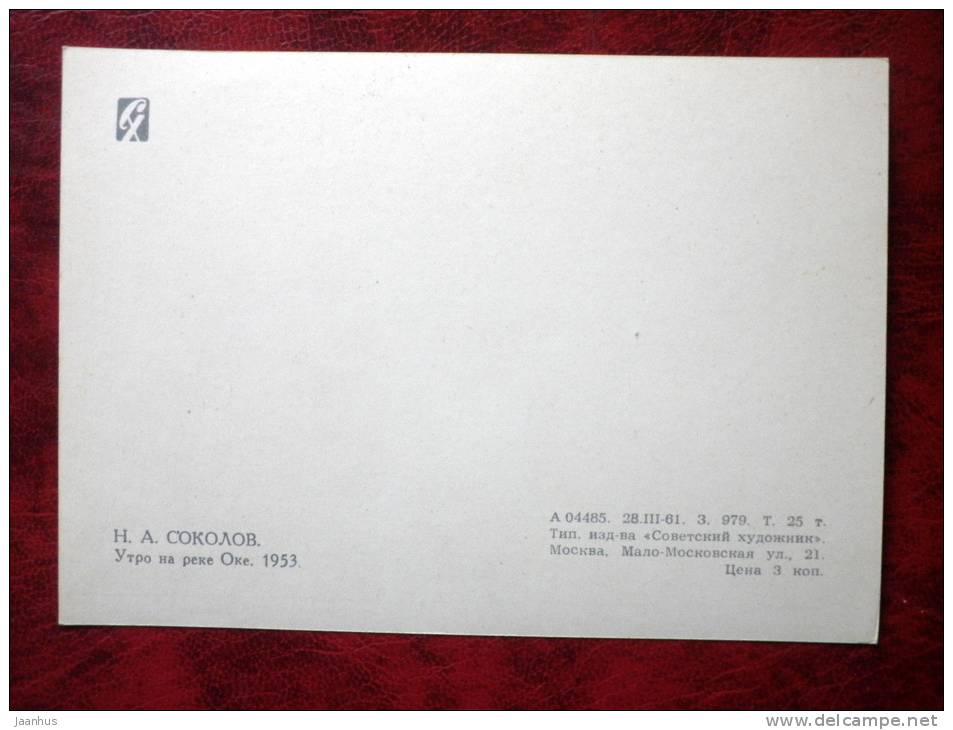 СХ
Н. А. СОКОЛОВ.
Утро на реке Оке. 1953.
А 04485. 28.III-61. З. 979. Т. 25 т.
Тип. изд-ва «Советский художник».
Москва, Мало-Московская ул., 21.
Цена 3 коп.
jaanhus
www.delcampe.net